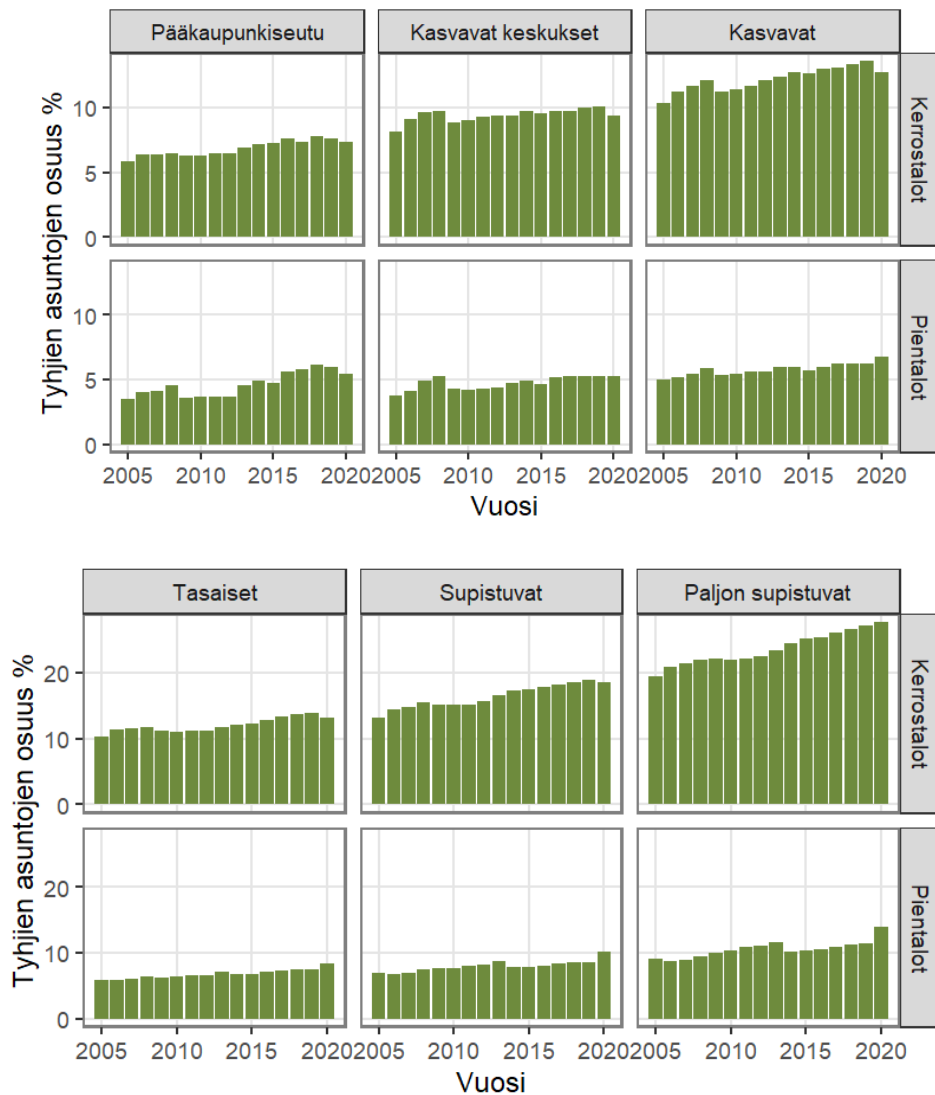 Pääkaupunkiseutu Kasvavat keskukset Kasvavat
Tyhjien asuntojen osuus %
10
5
0
Kerrostalot
10
5
0
Pientalot
2005 2010 2015 2020 2005 2010 2015 2020 2005 2010 2015 2020
Vuosi
Tasaiset Supistuvat Paljon supistuvat
Tyhjien asuntojen osuus %
20
10
0
Kerrostalot
20
10
0
Pientalot
2005 2010 2015 2020 2005 2010 2015 2020 2005 2010 2015 2020
Vuosi